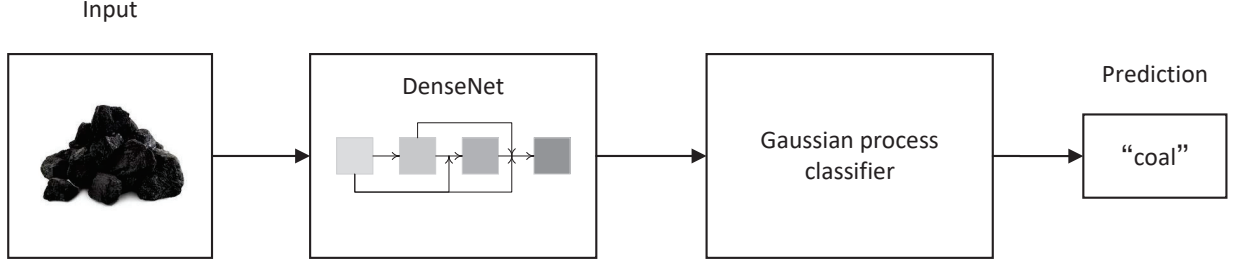 Input
DenseNet
Gaussian process
classifier
Prediction
“coal”